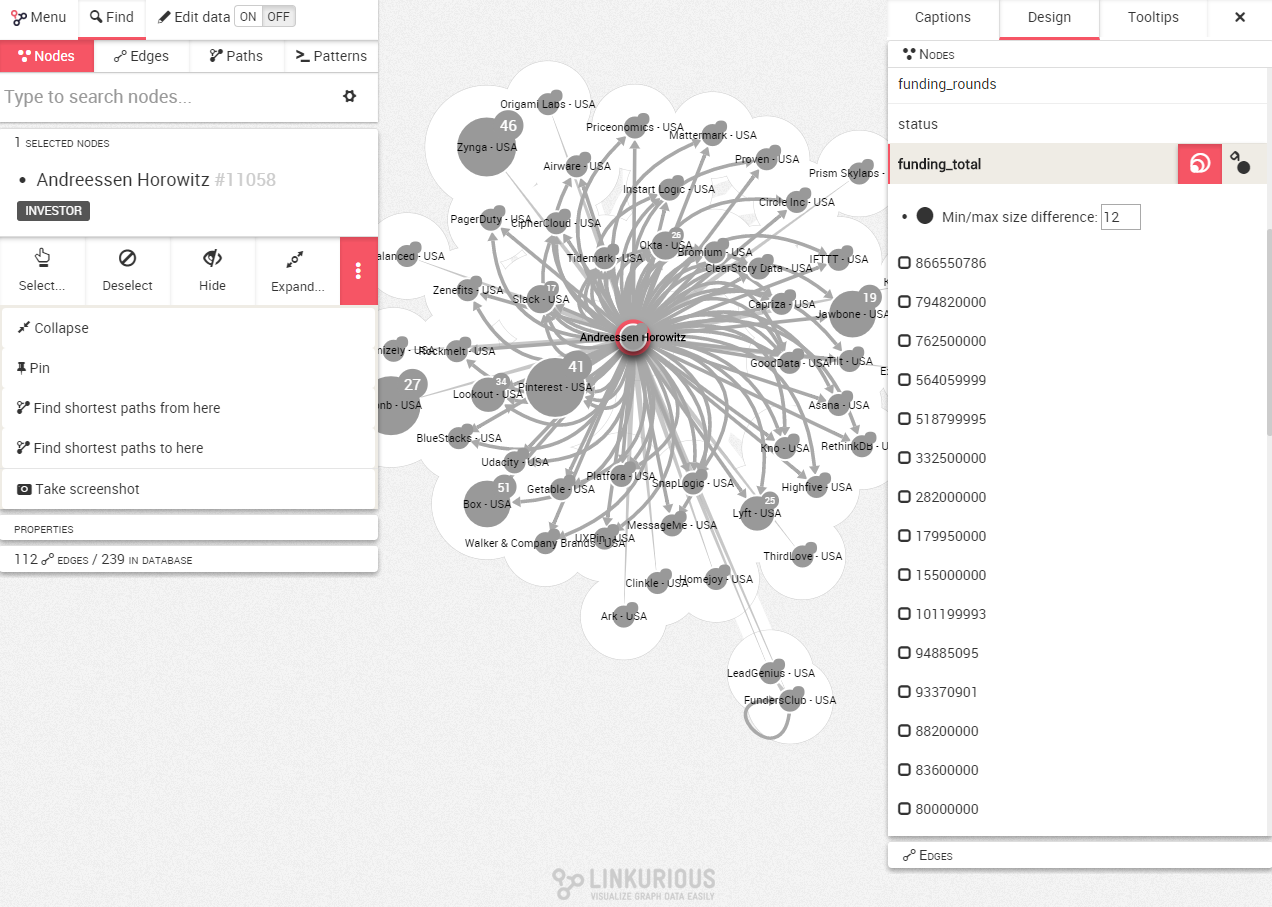 Menu
Find
Edit data
ON OFF
Nodes
Edges
Paths
Patterns
Type to search nodes...
1 SELECTED NODES
• Andreessen Horowitz #11058
INVESTOR
Select...
Deselect
Hide
Expand...
Collapse
Pin
Find shortest paths from here
Find shortest paths to here
Take screenshot
PROPERTIES
112 EDGES / 239 IN DATABASE
Origami Labs - USA
46
Zynga - USA
Priceonomics - USA
Mattermark - USA
Airware - USA
Proven - USA
Prism Skylabs -
Instart Logic - USA
Circle Inc - USA
PagerDuty - USA
CipherCloud - USA
26
Okta - USA
Bromium - USA
alanced - USA
Tidemark - USA
ClearStory Data - USA
IFTTT - USA
Zenefits - USA
17
Slack - USA
Capriza - USA
19
Jawbone - USA
Andreessen Horowitz
mizely - USA
Rockmelt - USA
GoodData - USA
Tilt - USA
41
Pinterest - USA
27
nb - USA
34
Lookout - USA
Asana - USA
BlueStacks - USA
Kno - USA
RethinkDB - U
Udacity - USA
Platfora - USA
SnapLogic - USA
Getable - USA
Highfive - USA
51
Box - USA
25
Lyft - USA
MessageMe - USA
UXPin - USA
Walker & Company Brands - USA
ThirdLove - USA
Clinkle - USA
Homejoy - USA
Ark - USA
LeadGenius - USA
FundersClub - USA
LINKURIOUS
VISUALIZE GRAPH DATA EASILY
Captions
Design
Tooltips
NODES
funding_rounds
status
funding_total
• Min/max size difference: 12
866550786
794820000
762500000
564059999
518799995
332500000
282000000
179950000
155000000
101199993
94885095
93370901
88200000
83600000
80000000
EDGES